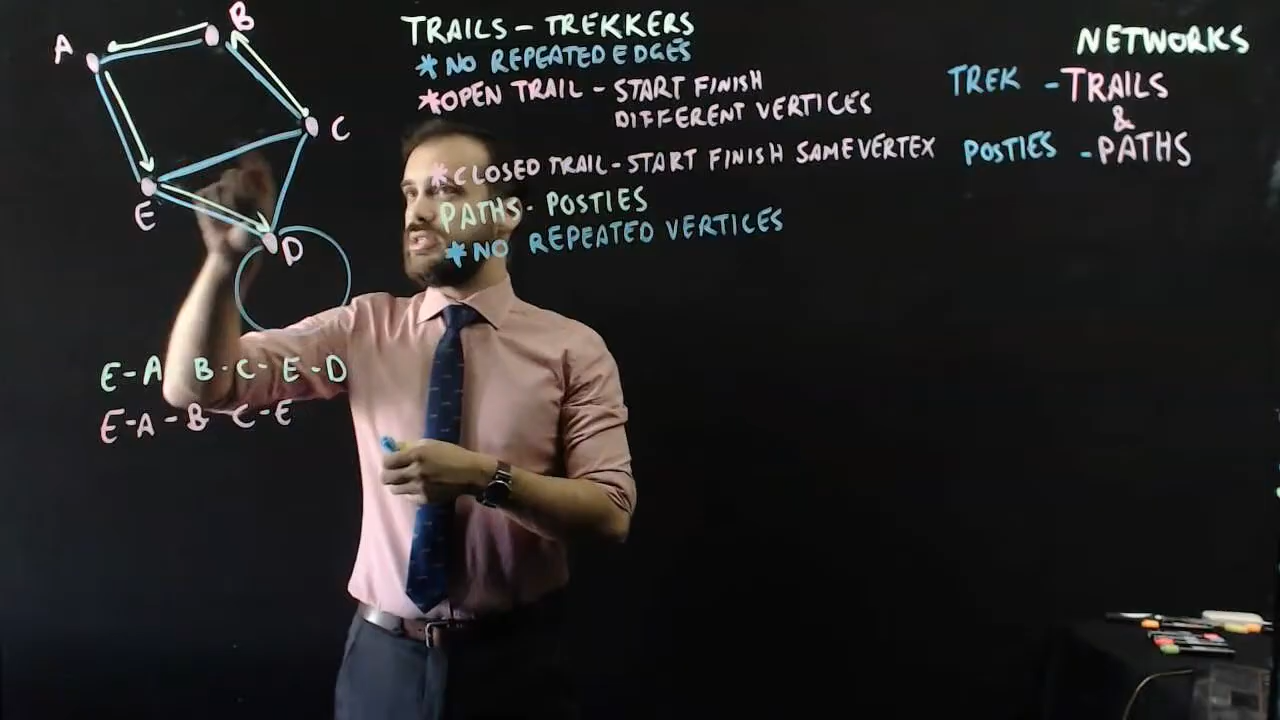 A
B
C
E
D
E-A B-C-E-D
E-A-B C-E
TRAILS - TREKKERS
*NO REPEATED EDGES
*OPEN TRAIL - START FINISH
DIFFERENT VERTICES
*CLOSED TRAIL - START FINISH SAME VERTEX
PATHS - POSTIES
*NO REPEATED VERTICES
NETWORKS
TREK - TRAILS
&
POSTIES - PATHS